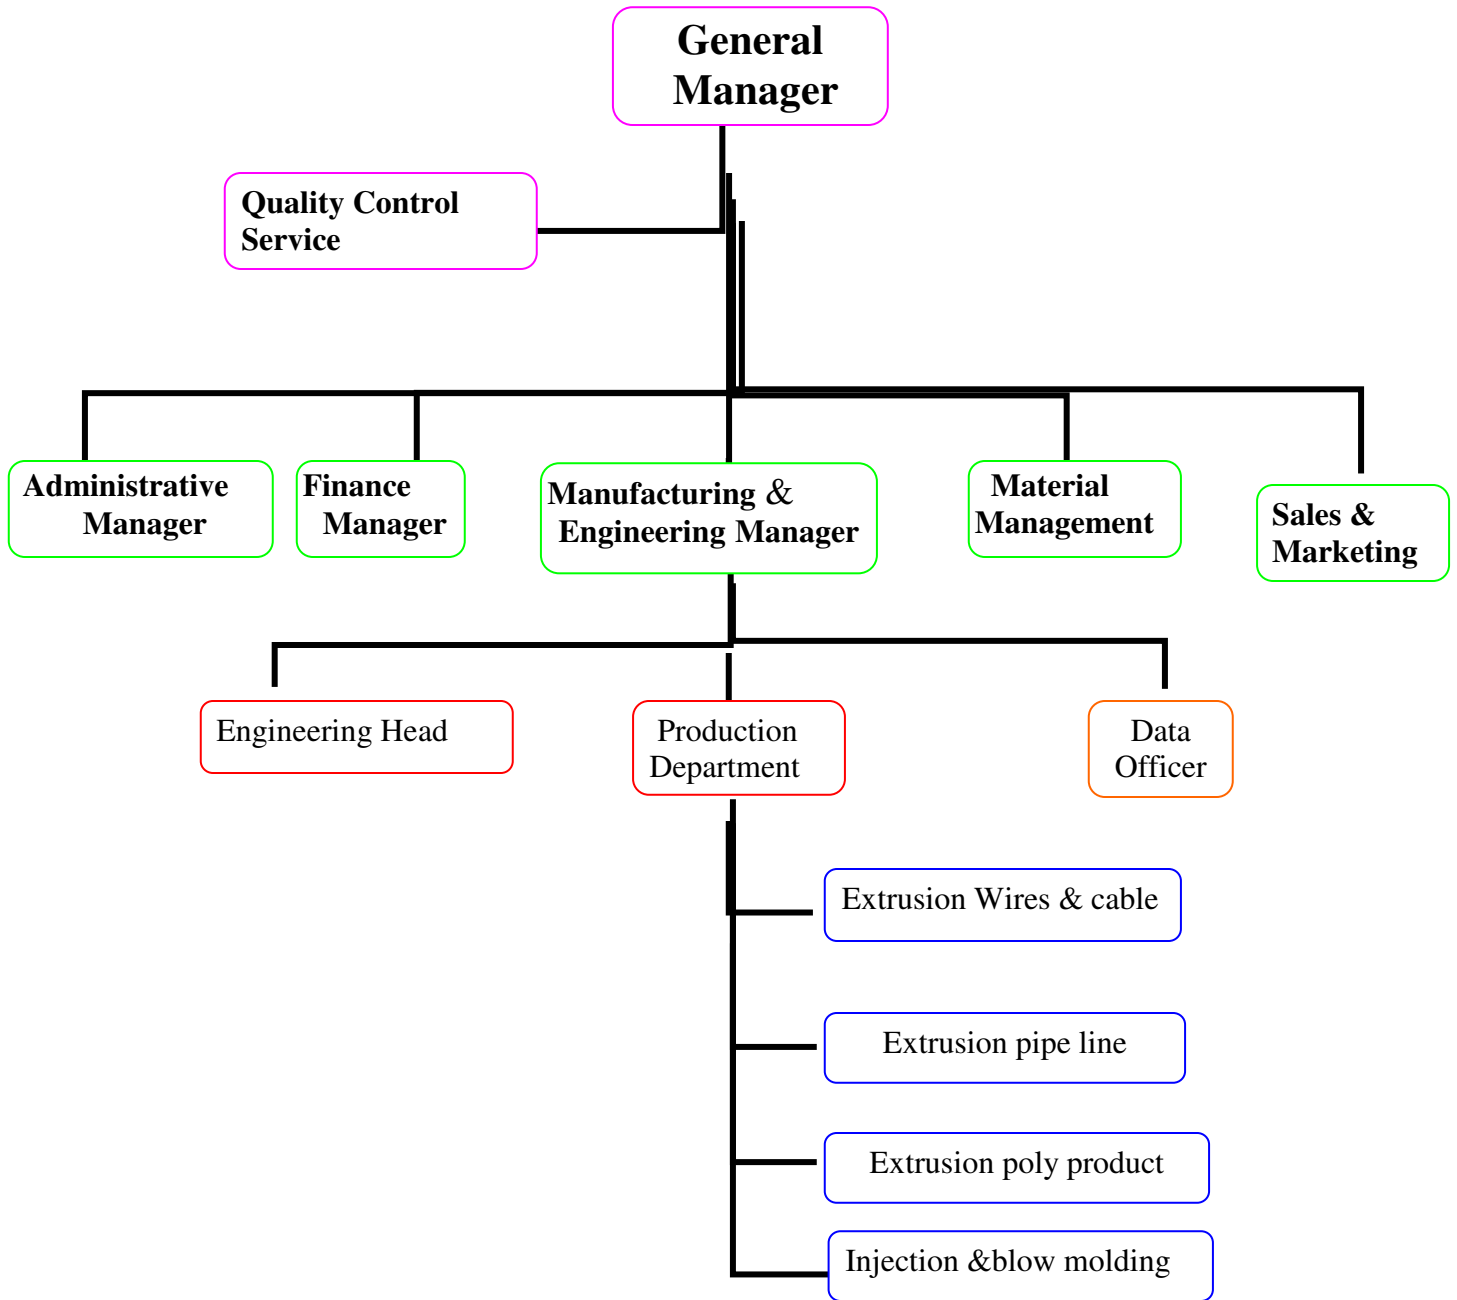 General
Manager
Quality Control
Service
Administrative
Manager
Finance
Manager
Manufacturing &
Engineering Manager
Material
Management
Sales &
Marketing
Engineering Head
Production
Department
Data
Officer
Extrusion Wires & cable
Extrusion pipe line
Extrusion poly product
Injection &blow molding